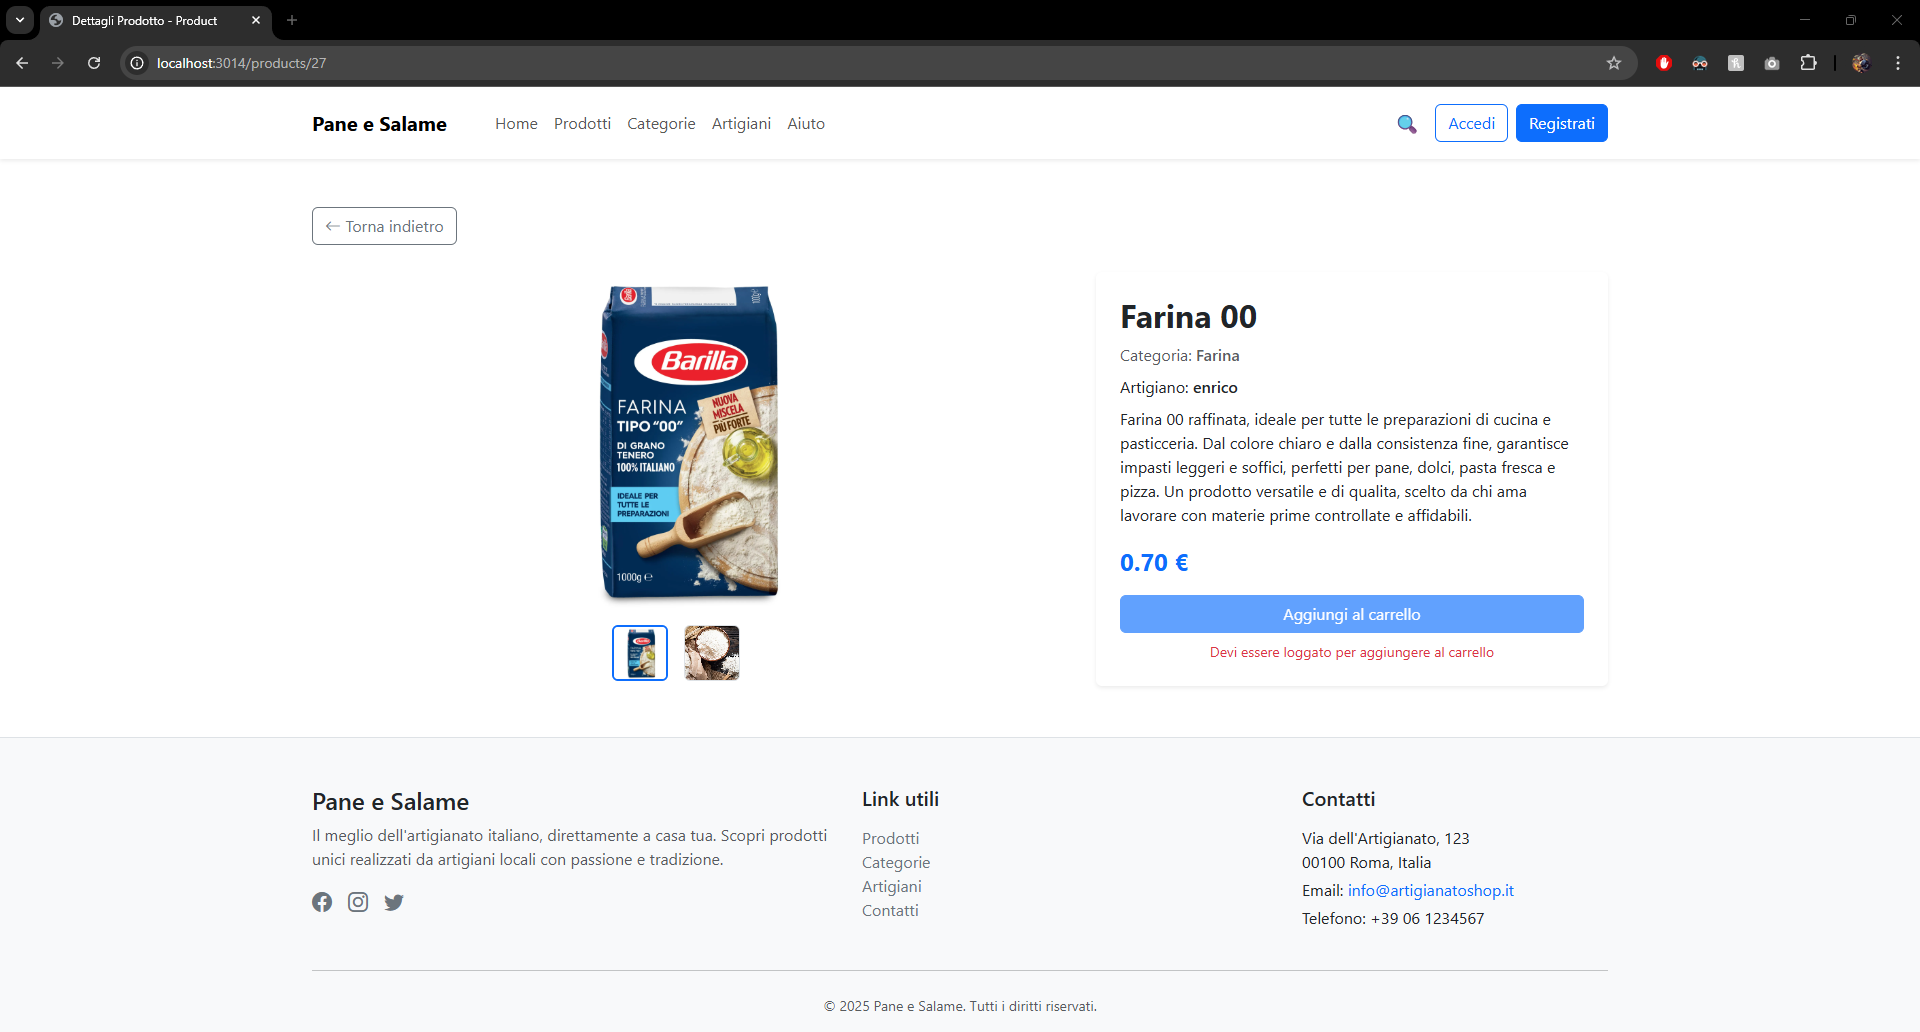 Dettagli Prodotto - Product
localhost:3014/products/27
Pane e Salame
Home Prodotti Categorie Artigiani Aiuto
Accedi Registrati
← Torna indietro
Barilla
NUOVA
MISCELA
PIÙ FORTE
FARINA
TIPO "00"
DI GRANO
TENERO
100% ITALIANO
IDEALE PER
TUTTE LE
PREPARAZIONI
1000g e
Farina 00
Categoria: Farina
Artigiano: enrico
Farina 00 raffinata, ideale per tutte le preparazioni di cucina e
pasticceria. Dal colore chiaro e dalla consistenza fine, garantisce
impasti leggeri e soffici, perfetti per pane, dolci, pasta fresca e
pizza. Un prodotto versatile e di qualita, scelto da chi ama
lavorare con materie prime controllate e affidabili.
0.70 €
Aggiungi al carrello
Devi essere loggato per aggiungere al carrello
Pane e Salame
Il meglio dell'artigianato italiano, direttamente a casa tua. Scopri prodotti
unici realizzati da artigiani locali con passione e tradizione.
Link utili
Prodotti
Categorie
Artigiani
Contatti
Contatti
Via dell'Artigianato, 123
00100 Roma, Italia
Email: info@artigianatoshop.it
Telefono: +39 06 1234567
© 2025 Pane e Salame. Tutti i diritti riservati.